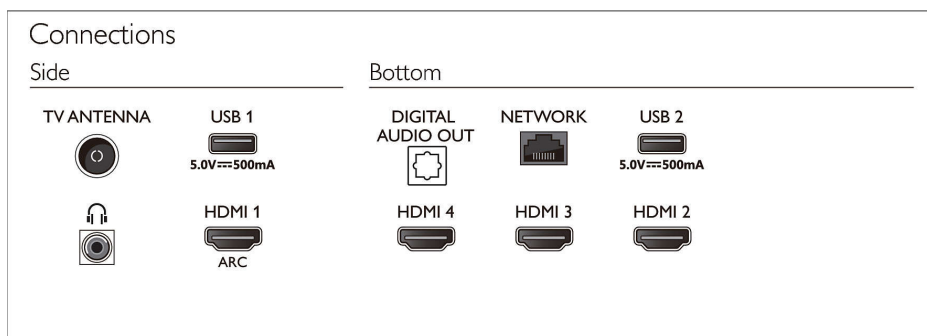 Connections
Side
TV ANTENNA
USB 1
5.0V⎓500mA
HDMI 1
ARC
Bottom
DIGITAL
AUDIO OUT
NETWORK
USB 2
5.0V⎓500mA
HDMI 4
HDMI 3
HDMI 2